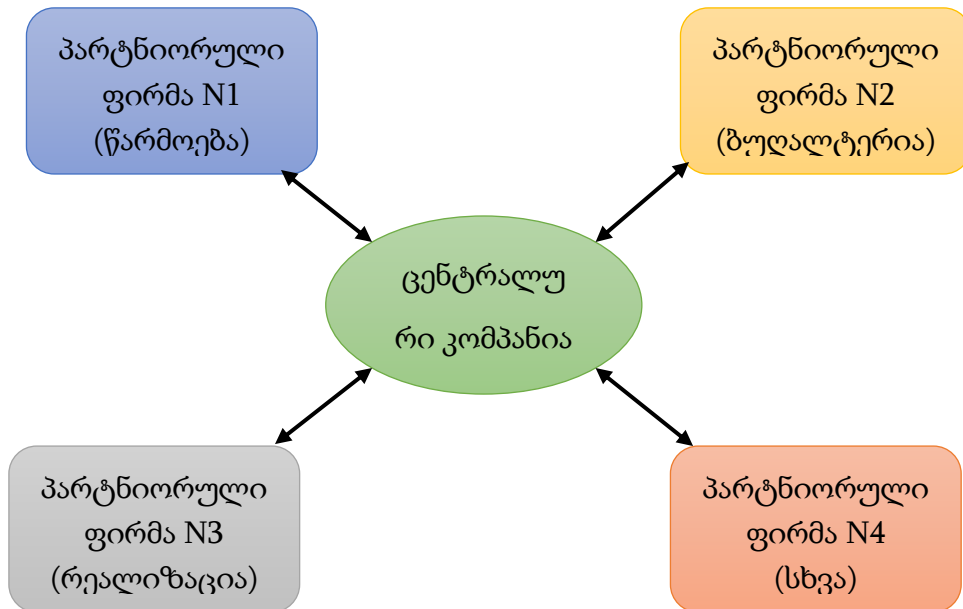 პარტნიორული
ფირმა N1
(წარმოება)
პარტნიორული
ფირმა N2
(ბუღალტერია)
ცენტრალუ
რი კომპანია
პარტნიორული
ფირმა N3
(რეალიზაცია)
პარტნიორული
ფირმა N4
(სხვა)